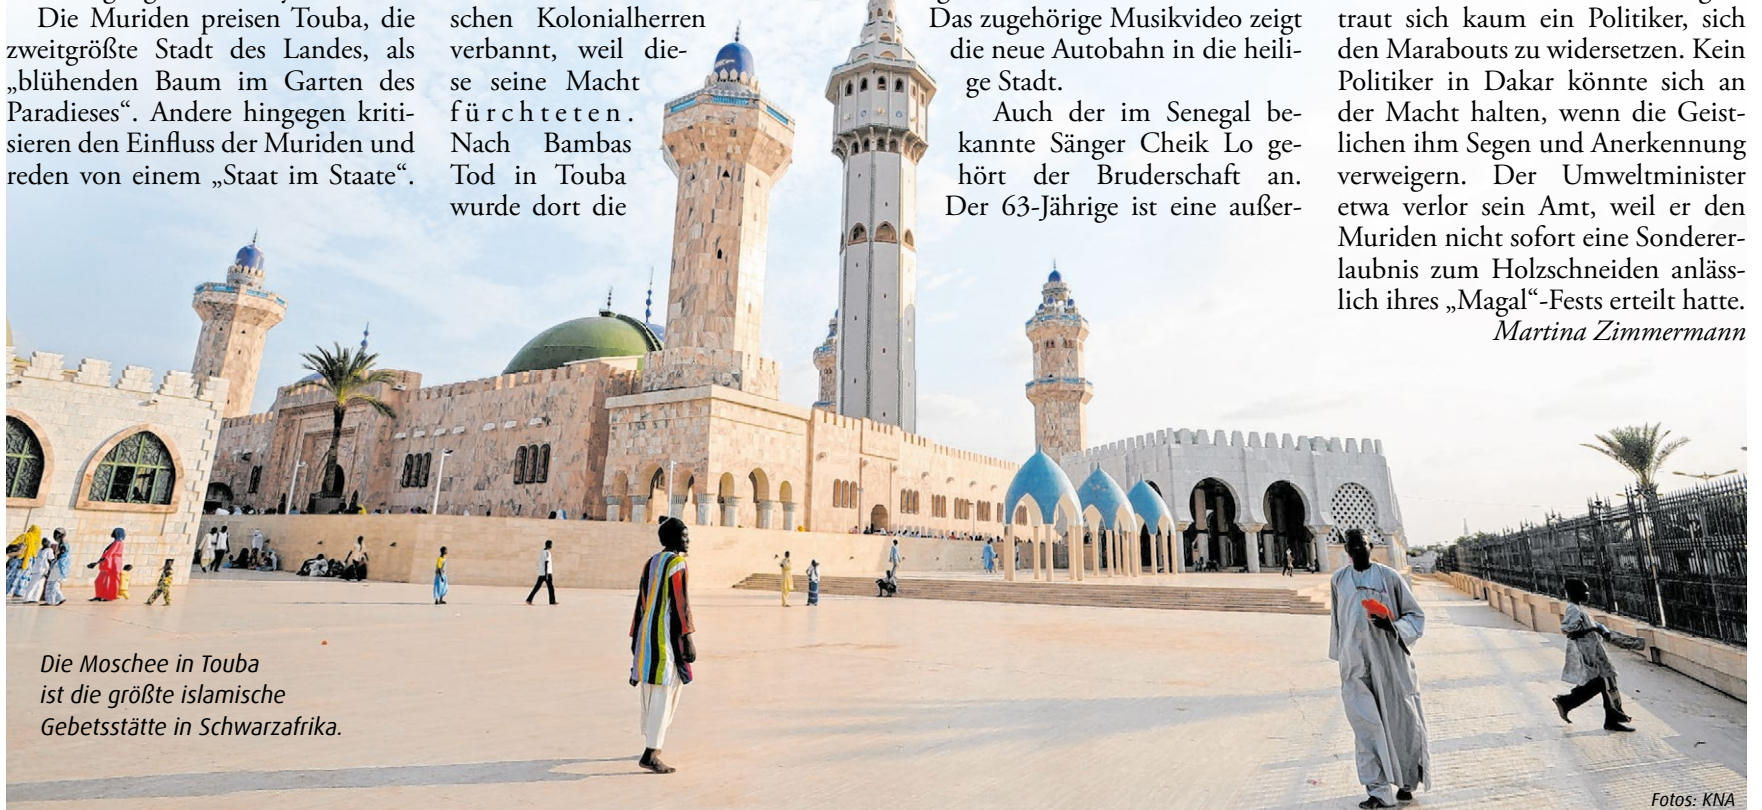 Die Muriden preisen Touba, die
zweitgrößte Stadt des Landes, als
„blühenden Baum im Garten des
Paradieses“. Andere hingegen kriti-
sieren den Einfluss der Muriden und
reden von einem „Staat im Staate“.
schen Kolonialherren
verbannt, weil die-
se seine Macht
fürchteten.
Nach Bambas
Tod in Touba
wurde dort die
Das zugehörige Musikvideo zeigt
die neue Autobahn in die heili-
ge Stadt.
Auch der im Senegal be-
kannte Sänger Cheik Lo ge-
hört der Bruderschaft an.
Der 63-Jährige ist eine außer-
traut sich kaum ein Politiker, sich
den Marabouts zu widersetzen. Kein
Politiker in Dakar könnte sich an
der Macht halten, wenn die Geist-
lichen ihm Segen und Anerkennung
verweigern. Der Umweltminister
etwa verlor sein Amt, weil er den
Muriden nicht sofort eine Sonderer-
laubnis zum Holzschneiden anläss-
lich ihres „Magal“-Fests erteilt hatte.
Martina Zimmermann
Die Moschee in Touba
ist die größte islamische
Gebetsstätte in Schwarzafrika.
Fotos: KNA